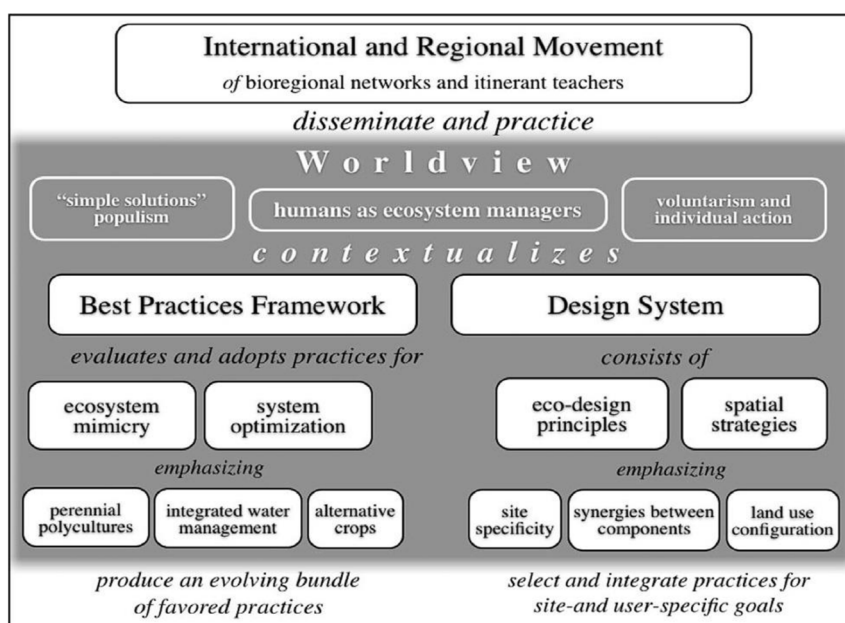 International and Regional Movement
of bioregional networks and itinerant teachers
disseminate and practice
Worldview
“simple solutions”
populism
humans as ecosystem managers
voluntarism and
individual action
contextualizes
Best Practices Framework
Design System
evaluates and adopts practices for
consists of
ecosystem
mimicry
system
optimization
eco-design
principles
spatial
strategies
emphasizing
emphasizing
perennial
polycultures
integrated water
management
alternative
crops
site
specificity
synergies between
components
land use
configuration
produce an evolving bundle
of favored practices
select and integrate practices for
site-and user-specific goals